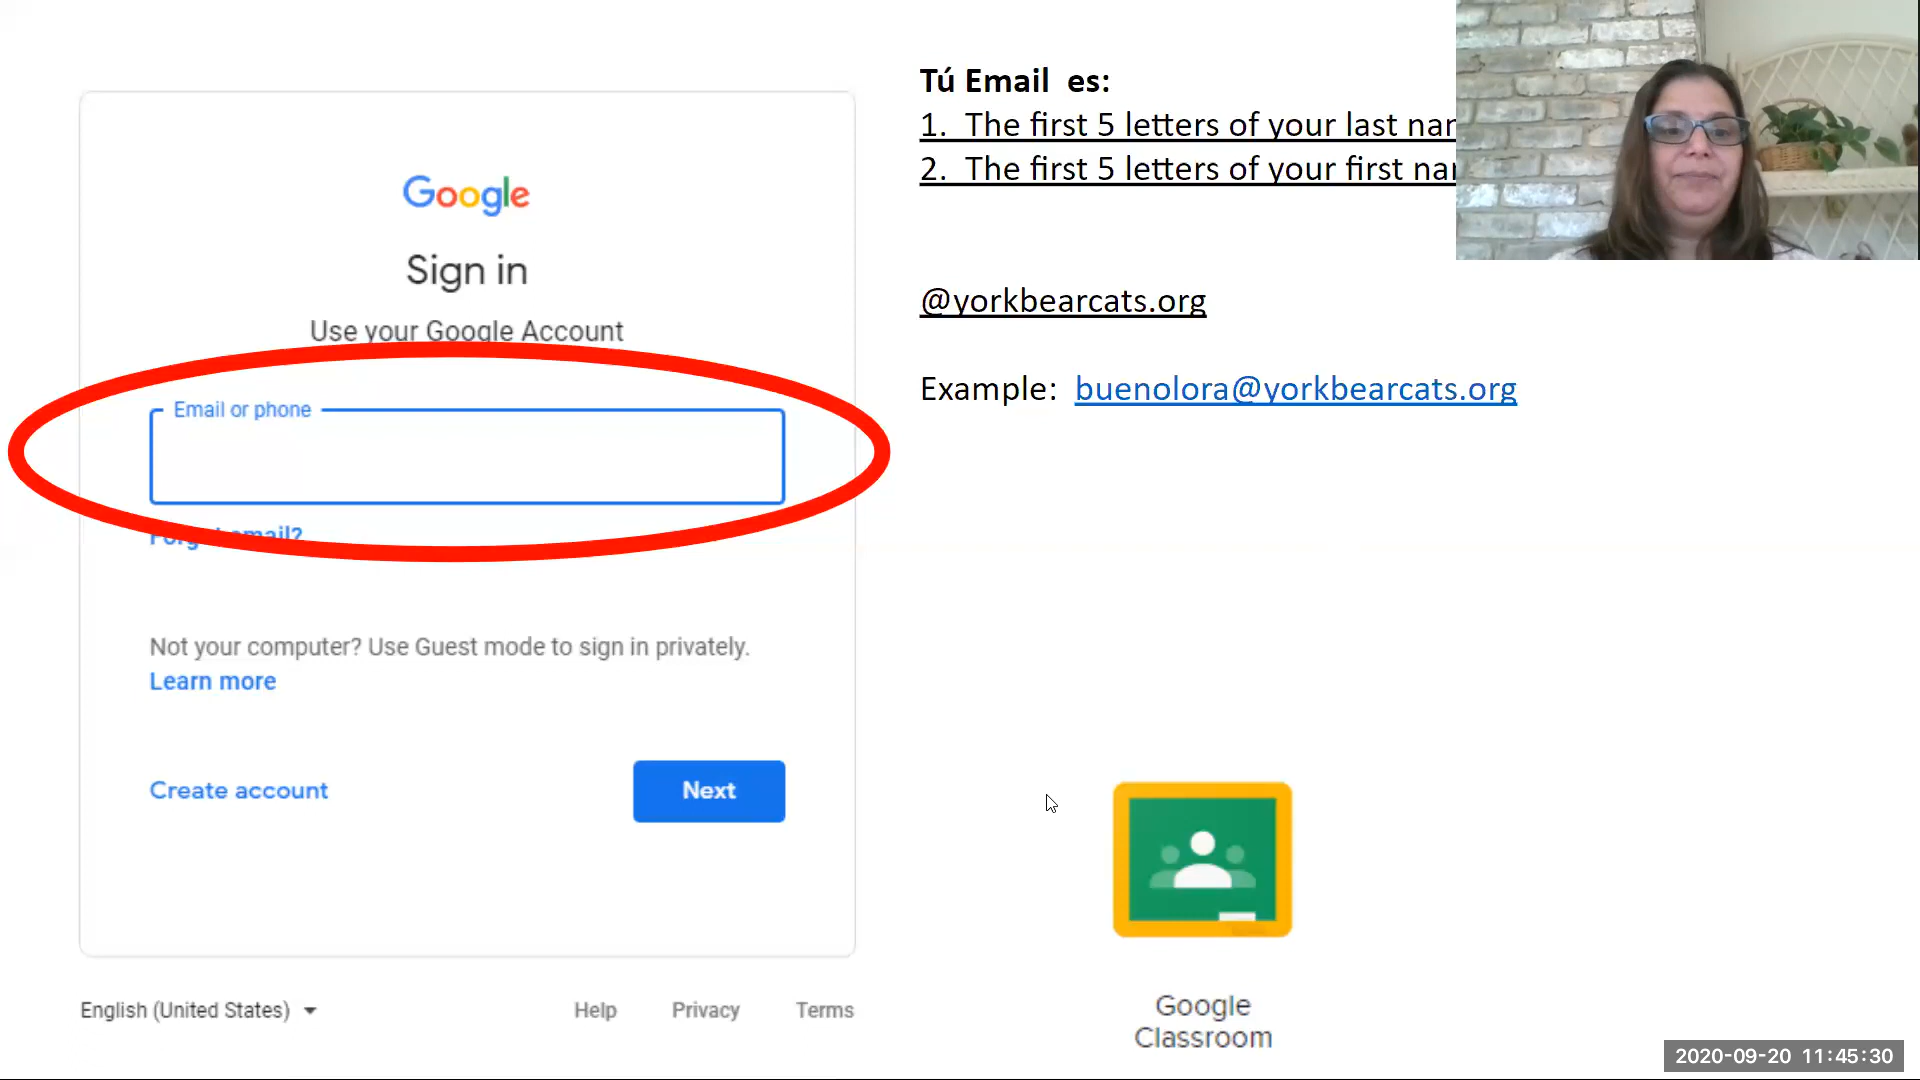 Google
Sign in
Use your Google Account
Email or phone
Forgot email?
Not your computer? Use Guest mode to sign in privately.
Learn more
Create account
Next
English (United States)
Help
Privacy
Terms
Tú Email es:
1. The first 5 letters of your last
2. The first 5 letters of your first
@yorkbearcats.org
Example: buenolora@yorkbearcats.org
Google
Classroom
2020-09-20 11:45:30